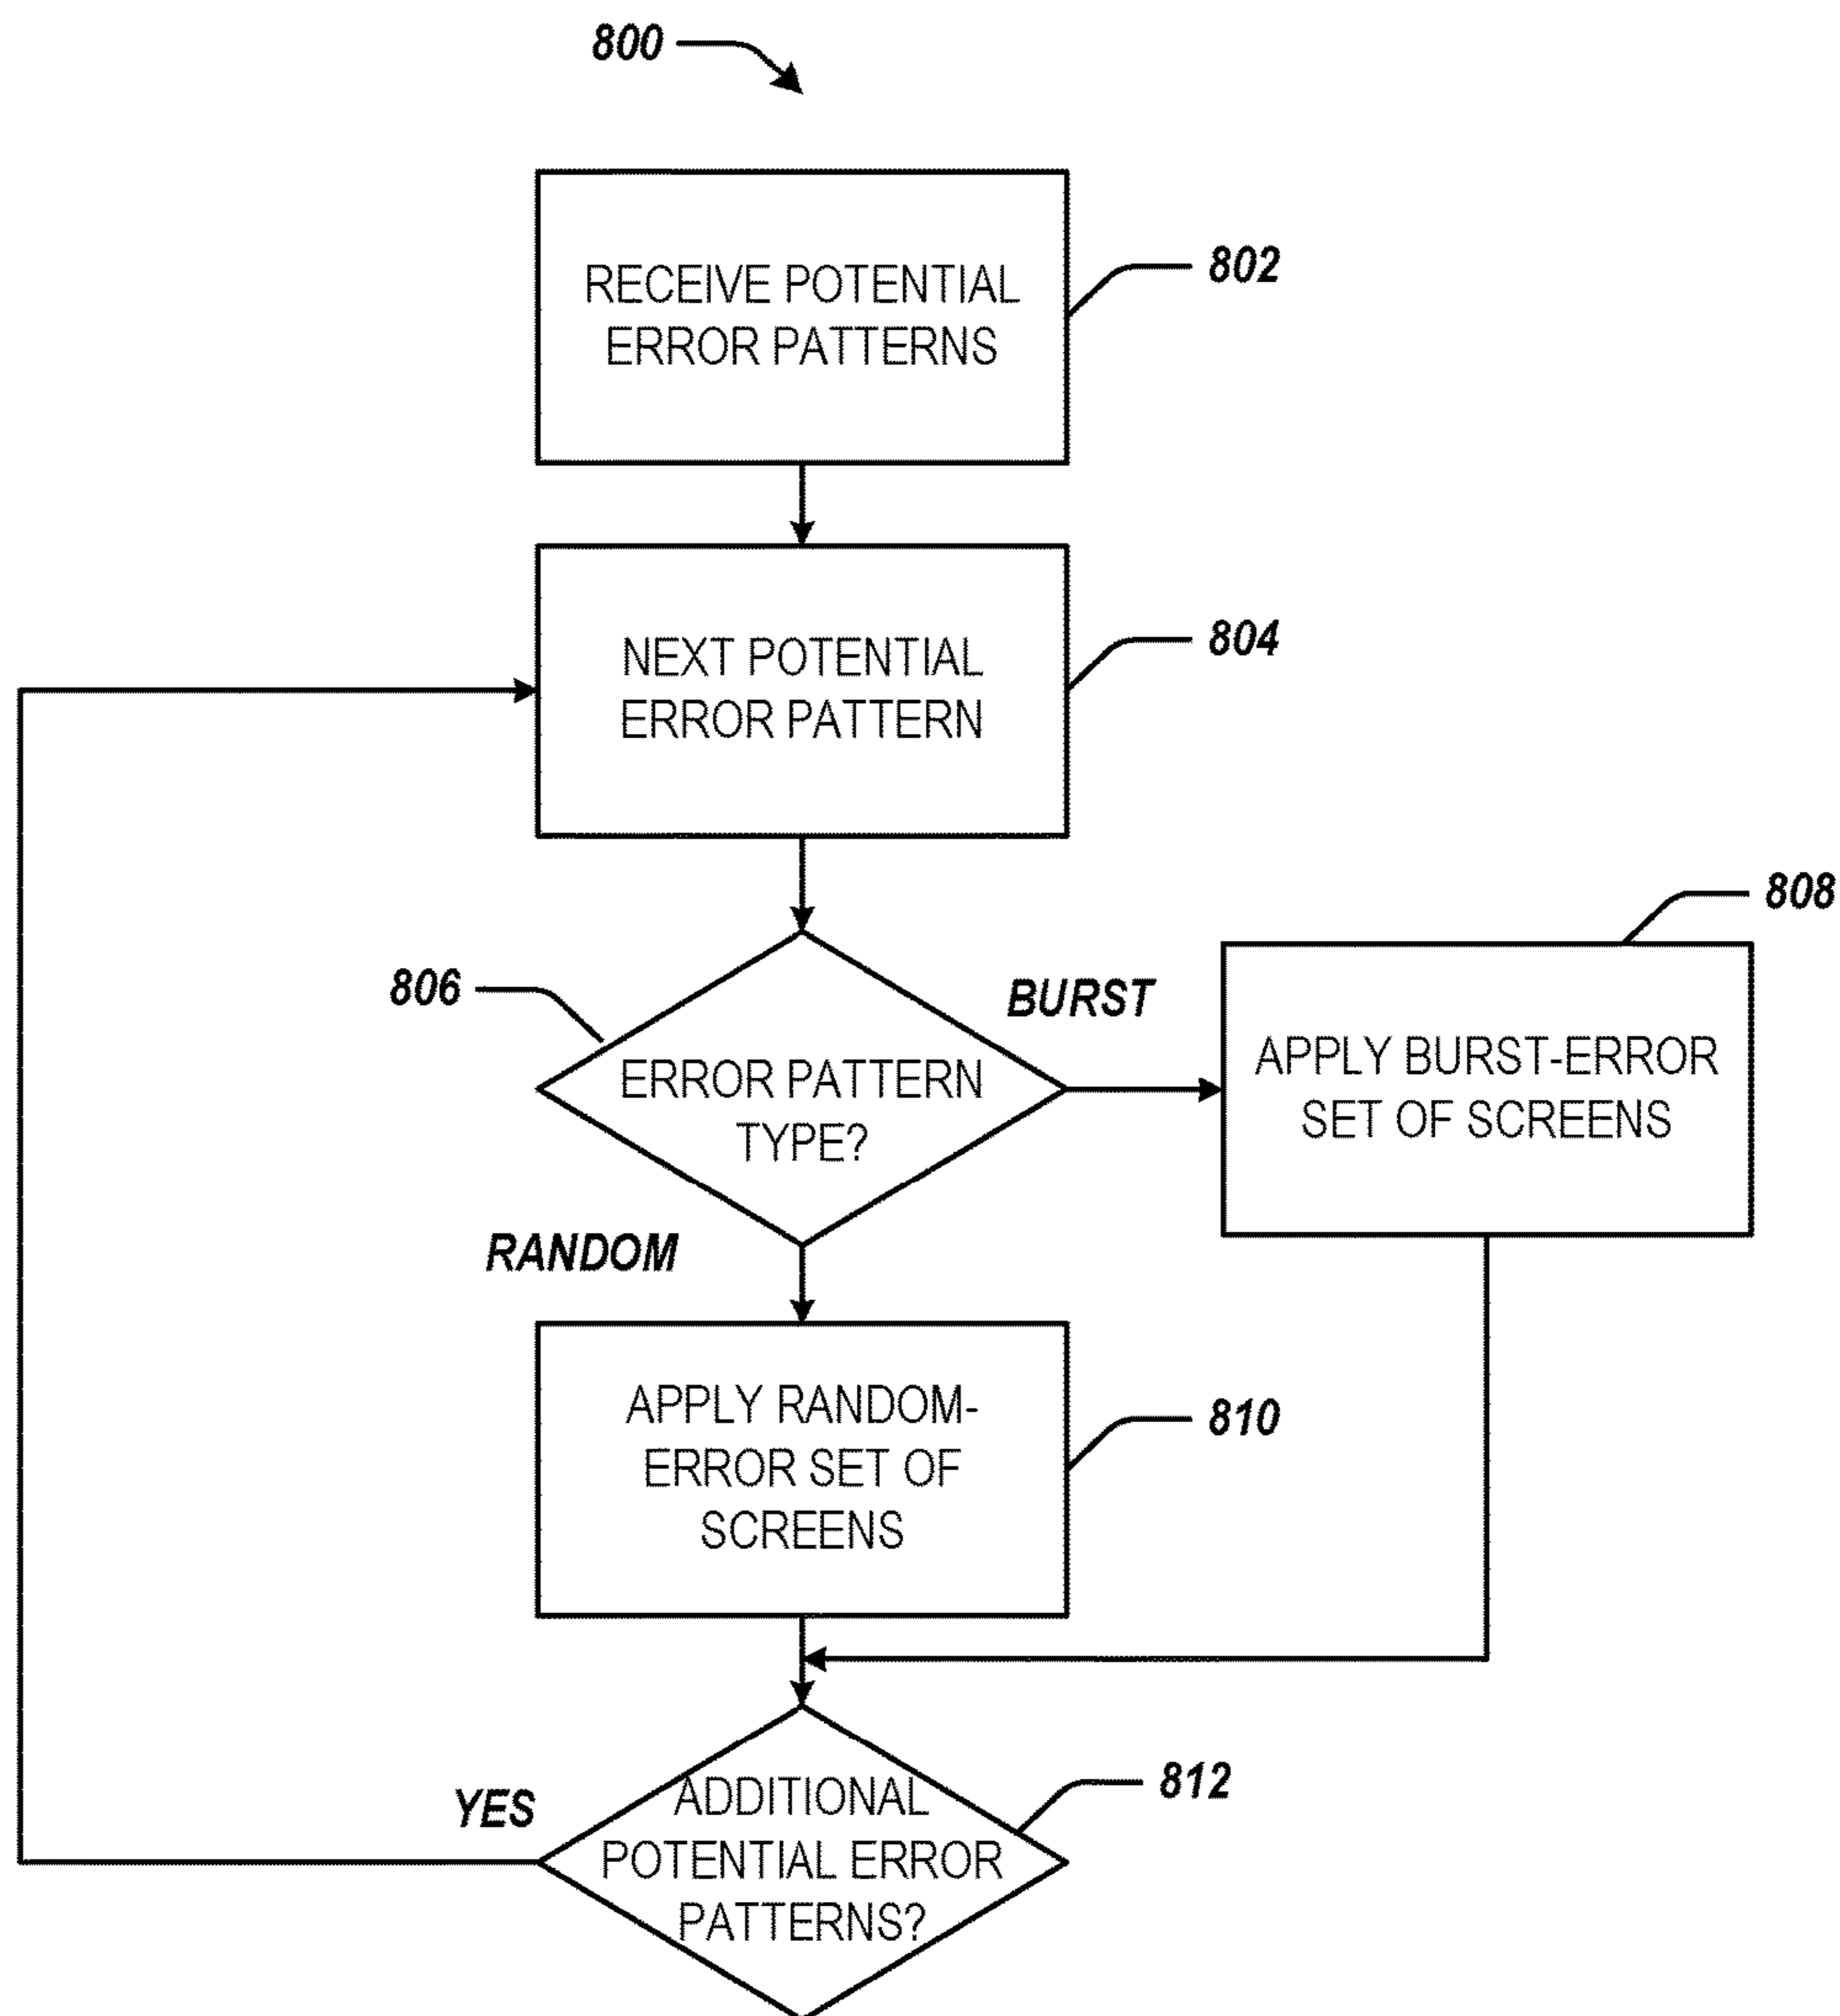 800
RECEIVE POTENTIAL
ERROR PATTERNS
802
NEXT POTENTIAL
ERROR PATTERN
804
806
ERROR PATTERN
TYPE?
BURST
808
APPLY BURST-ERROR
SET OF SCREENS
RANDOM
APPLY RANDOM-
ERROR SET OF
SCREENS
810
YES
ADDITIONAL
POTENTIAL ERROR
PATTERNS?
812